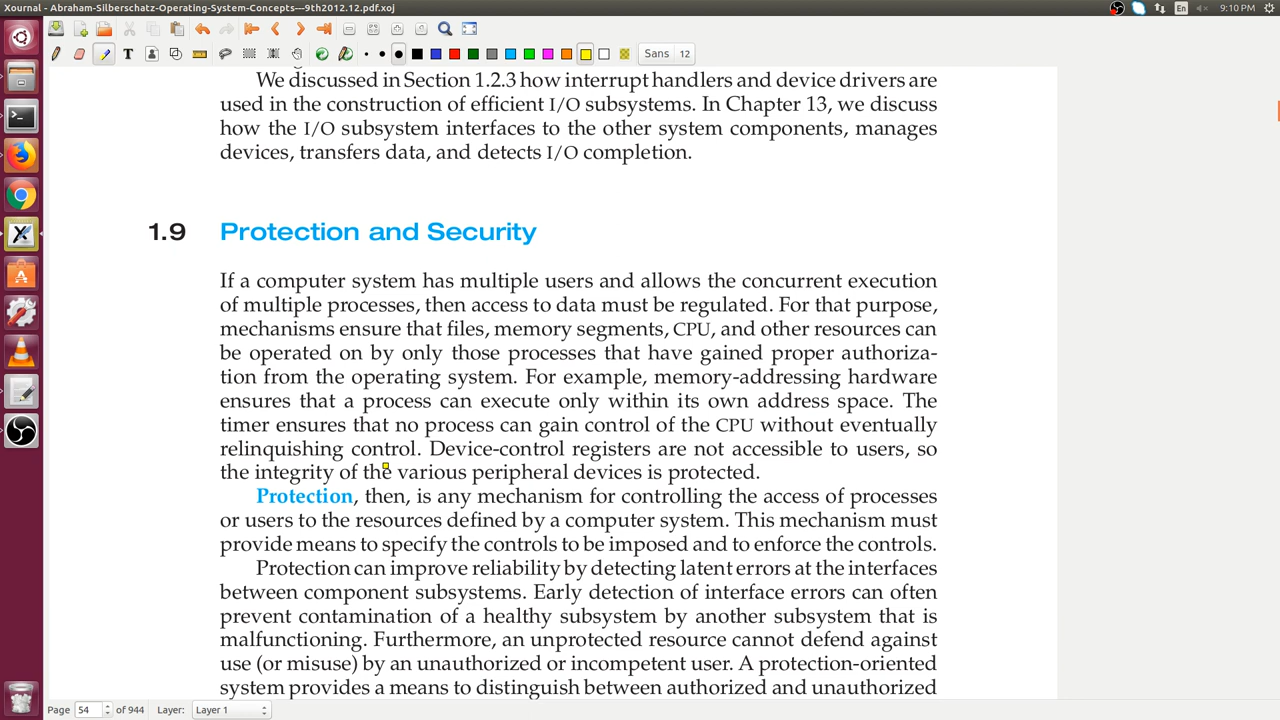 Xournal - Abraham-Silberschatz-Operating-System-Concepts---9th2012.12.pdf.xoj
En
9:10 PM
Sans 12
We discussed in Section 1.2.3 how interrupt handlers and device drivers are
used in the construction of efficient I/O subsystems. In Chapter 13, we discuss
how the I/O subsystem interfaces to the other system components, manages
devices, transfers data, and detects I/O completion.
1.9 Protection and Security
If a computer system has multiple users and allows the concurrent execution
of multiple processes, then access to data must be regulated. For that purpose,
mechanisms ensure that files, memory segments, CPU, and other resources can
be operated on by only those processes that have gained proper authoriza-
tion from the operating system. For example, memory-addressing hardware
ensures that a process can execute only within its own address space. The
timer ensures that no process can gain control of the CPU without eventually
relinquishing control. Device-control registers are not accessible to users, so
the integrity of the various peripheral devices is protected.
Protection, then, is any mechanism for controlling the access of processes
or users to the resources defined by a computer system. This mechanism must
provide means to specify the controls to be imposed and to enforce the controls.
Protection can improve reliability by detecting latent errors at the interfaces
between component subsystems. Early detection of interface errors can often
prevent contamination of a healthy subsystem by another subsystem that is
malfunctioning. Furthermore, an unprotected resource cannot defend against
use (or misuse) by an unauthorized or incompetent user. A protection-oriented
system provides a means to distinguish between authorized and unauthorized
Page 54 of 944 Layer: Layer 1